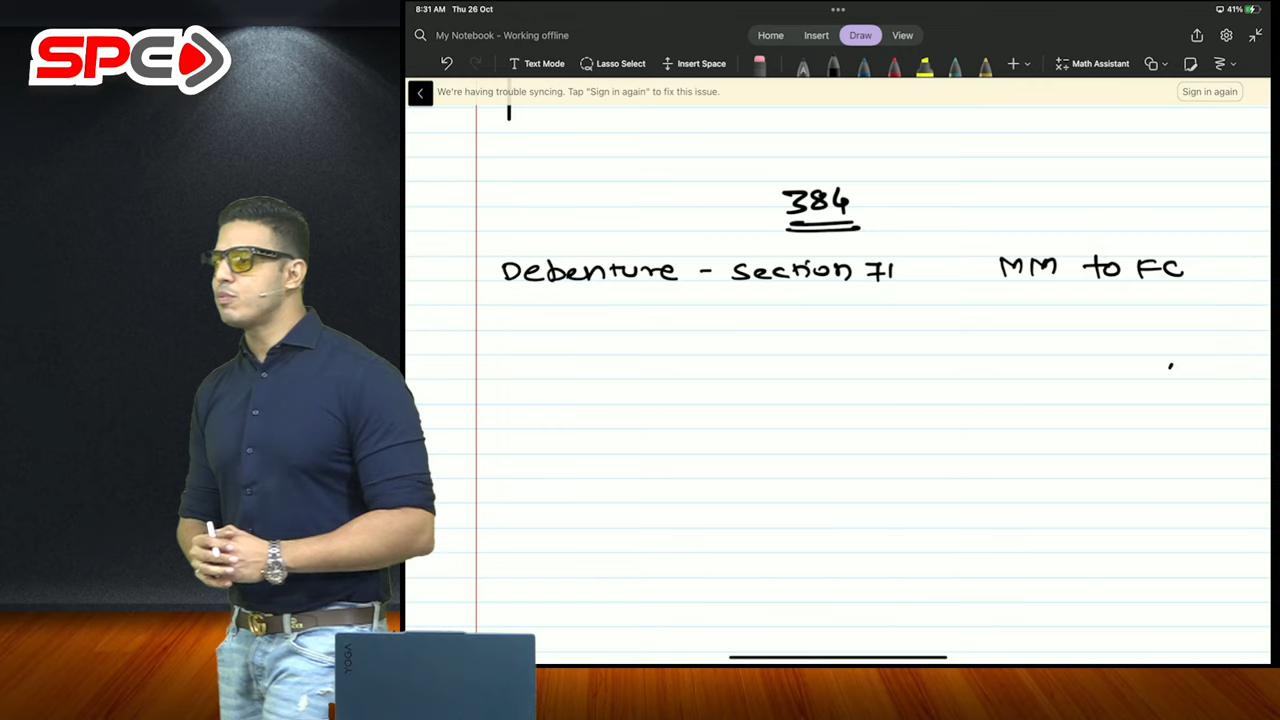 SPC
8:31 AM Thu 26 Oct
41%
My Notebook - Working offline
Home Insert Draw View
Text Mode Lasso Select Insert Space Math Assistant
We're having trouble syncing. Tap "Sign in again" to fix this issue. Sign in again
384
Debenture - Section 71 MM to FC
YOGA